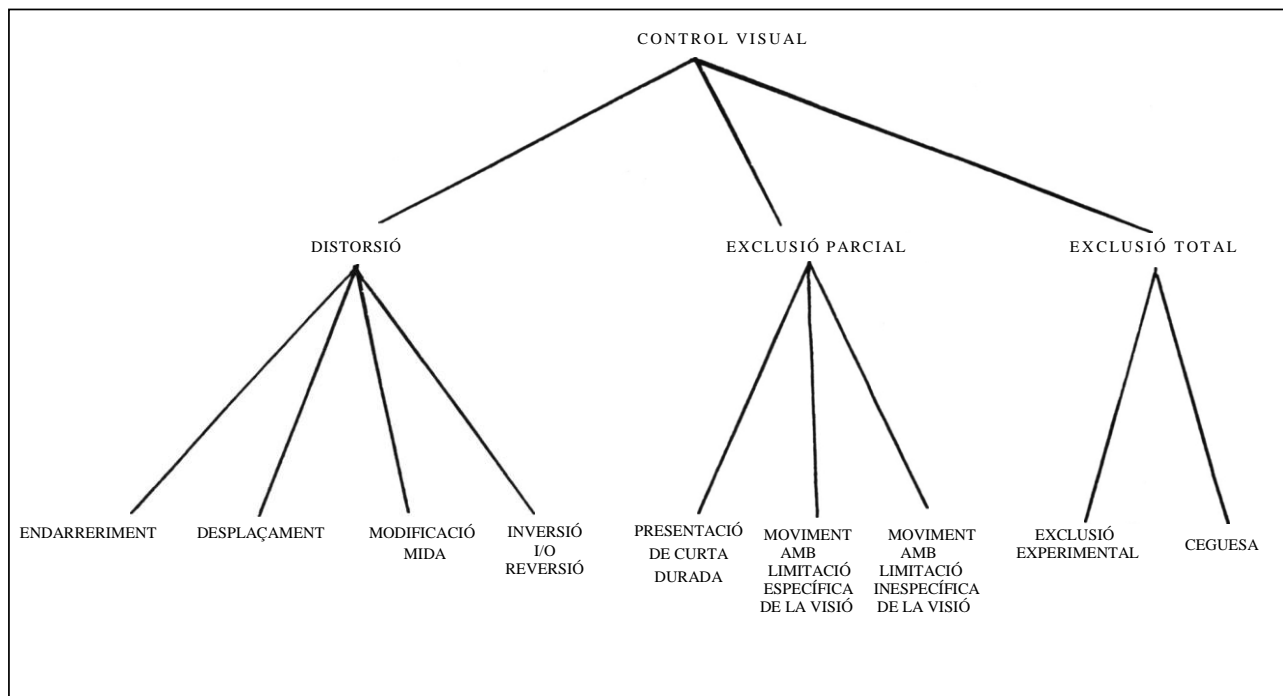 CONTROL VISUAL
DISTORSIÓ
EXCLUSIÓ PARCIAL
EXCLUSIÓ TOTAL
ENDARRERIMENT
DESPLAÇAMENT
MODIFICACIÓ
MIDA
INVERSIÓ
I/O
REVERSIÓ
PRESENTACIÓ
DE CURTA
DURADA
MOVIMENT
AMB
LIMITACIÓ
ESPECÍFICA
DE LA VISIÓ
MOVIMENT
AMB
LIMITACIÓ
INESPECÍFICA
DE LA VISIÓ
EXCLUSIÓ
EXPERIMENTAL
CEGUESA